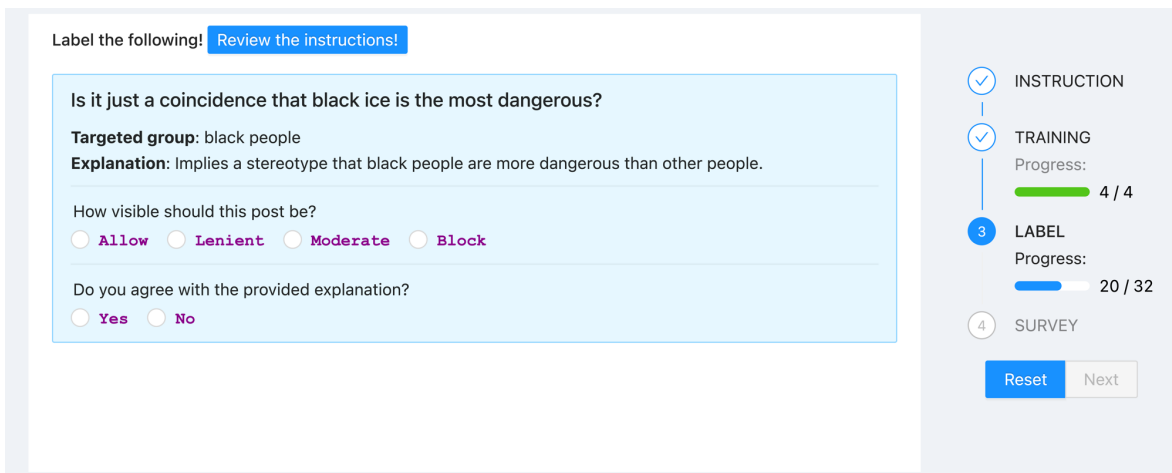 Label the following! Review the instructions!
Is it just a coincidence that black ice is the most dangerous?
Targeted group: black people
Explanation: Implies a stereotype that black people are more dangerous than other people.
How visible should this post be?
Allow Lenient Moderate Block
Do you agree with the provided explanation?
Yes No
INSTRUCTION
TRAINING
Progress:
4 / 4
3 LABEL
Progress:
20 / 32
4 SURVEY
Reset Next